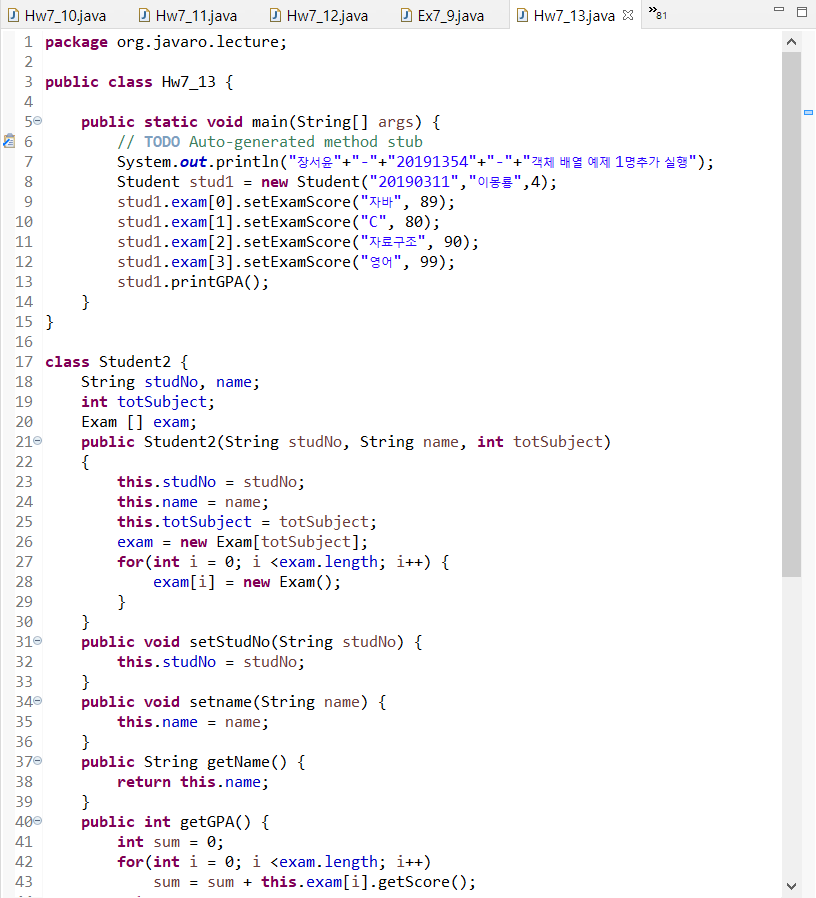 Hw7_10.java Hw7_11.java Hw7_12.java Ex7_9.java Hw7_13.java »81
1 package org.javaro.lecture;
2
3 public class Hw7_13 {
4
5 public static void main(String[] args) {
6 // TODO Auto-generated method stub
7 System.out.println("장서윤"+"-"+"20191354"+"-"+"객체 배열 예제 1명추가 실행");
8 Student stud1 = new Student("20190311","이몽룡",4);
9 stud1.exam[0].setExamScore("자바", 89);
10 stud1.exam[1].setExamScore("C", 80);
11 stud1.exam[2].setExamScore("자료구조", 90);
12 stud1.exam[3].setExamScore("영어", 99);
13 stud1.printGPA();
14 }
15 }
16
17 class Student2 {
18 String studNo, name;
19 int totSubject;
20 Exam [] exam;
21 public Student2(String studNo, String name, int totSubject)
22 {
23 this.studNo = studNo;
24 this.name = name;
25 this.totSubject = totSubject;
26 exam = new Exam[totSubject];
27 for(int i = 0; i <exam.length; i++) {
28 exam[i] = new Exam();
29 }
30 }
31 public void setStudNo(String studNo) {
32 this.studNo = studNo;
33 }
34 public void setname(String name) {
35 this.name = name;
36 }
37 public String getName() {
38 return this.name;
39 }
40 public int getGPA() {
41 int sum = 0;
42 for(int i = 0; i <exam.length; i++)
43 sum = sum + this.exam[i].getScore();